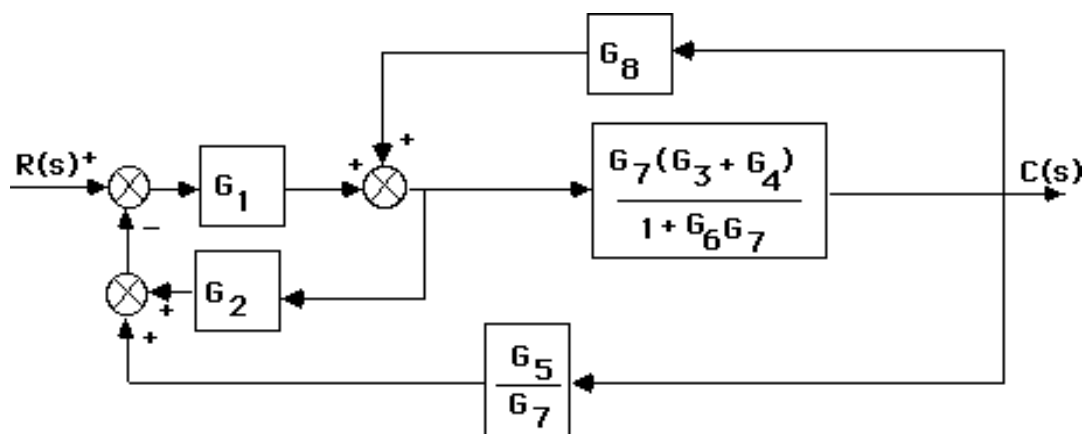 G8
R(s) +
+
+
G1
G7(G3 + G4)
1 + G6G7
C(s)
−
G2
+
+
G5
G7